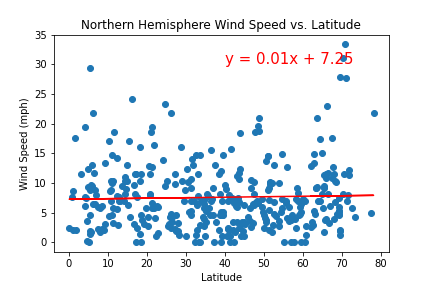 Northern Hemisphere Wind Speed vs. Latitude
y = 0.01x + 7.25
Wind Speed (mph)
35
30
25
20
15
10
5
0
0 10 20 30 40 50 60 70 80
Latitude